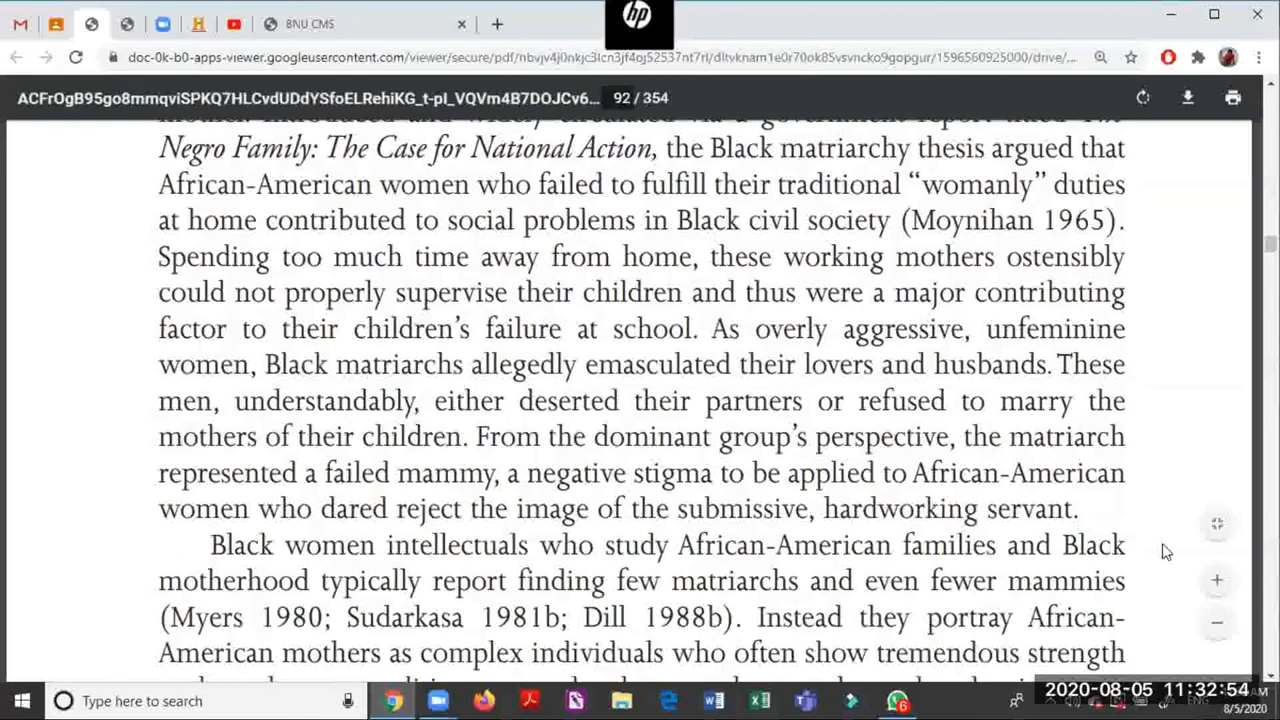 BNU CMS
hp
doc-0k-b0-apps-viewer.googleusercontent.com/viewer/secure/pdf/
ACFrOgB95go8mmqviSPKQ7HLCvdUDdYSfoELRehiKG_t-pI_VQVm4B7DOJCv6... 92 / 354
Negro Family: The Case for National Action, the Black matriarchy thesis argued that
African-American women who failed to fulfill their traditional “womanly” duties
at home contributed to social problems in Black civil society (Moynihan 1965).
Spending too much time away from home, these working mothers ostensibly
could not properly supervise their children and thus were a major contributing
factor to their children’s failure at school. As overly aggressive, unfeminine
women, Black matriarchs allegedly emasculated their lovers and husbands. These
men, understandably, either deserted their partners or refused to marry the
mothers of their children. From the dominant group’s perspective, the matriarch
represented a failed mammy, a negative stigma to be applied to African-American
women who dared reject the image of the submissive, hardworking servant.
Black women intellectuals who study African-American families and Black
motherhood typically report finding few matriarchs and even fewer mammies
(Myers 1980; Sudarkasa 1981b; Dill 1988b). Instead they portray African-
American mothers as complex individuals who often show tremendous strength
Type here to search
6
2020-08-05 11:32:54
8/5/2020